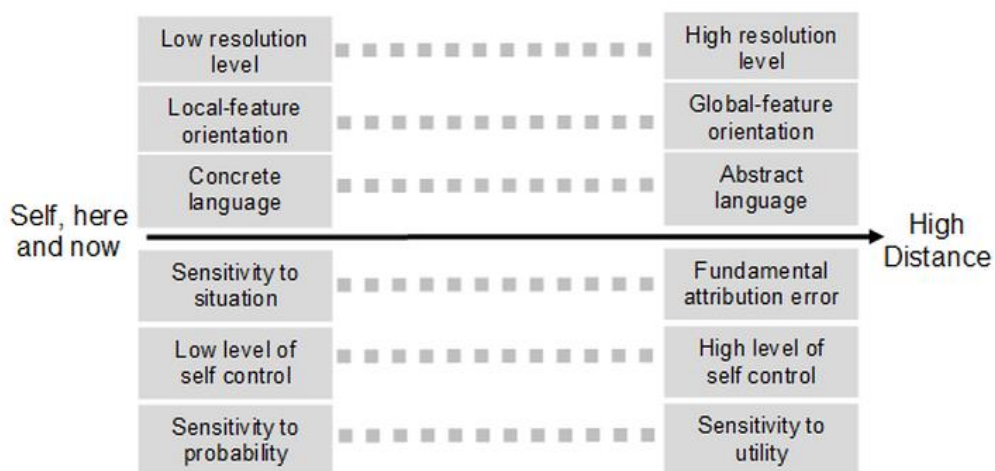 Low resolution
level
High resolution
level
Local-feature
orientation
Global-feature
orientation
Concrete
language
Abstract
language
Self, here
and now
High
Distance
Sensitivity to
situation
Fundamental
attribution error
Low level of
self control
High level of
self control
Sensitivity to
probability
Sensitivity to
utility